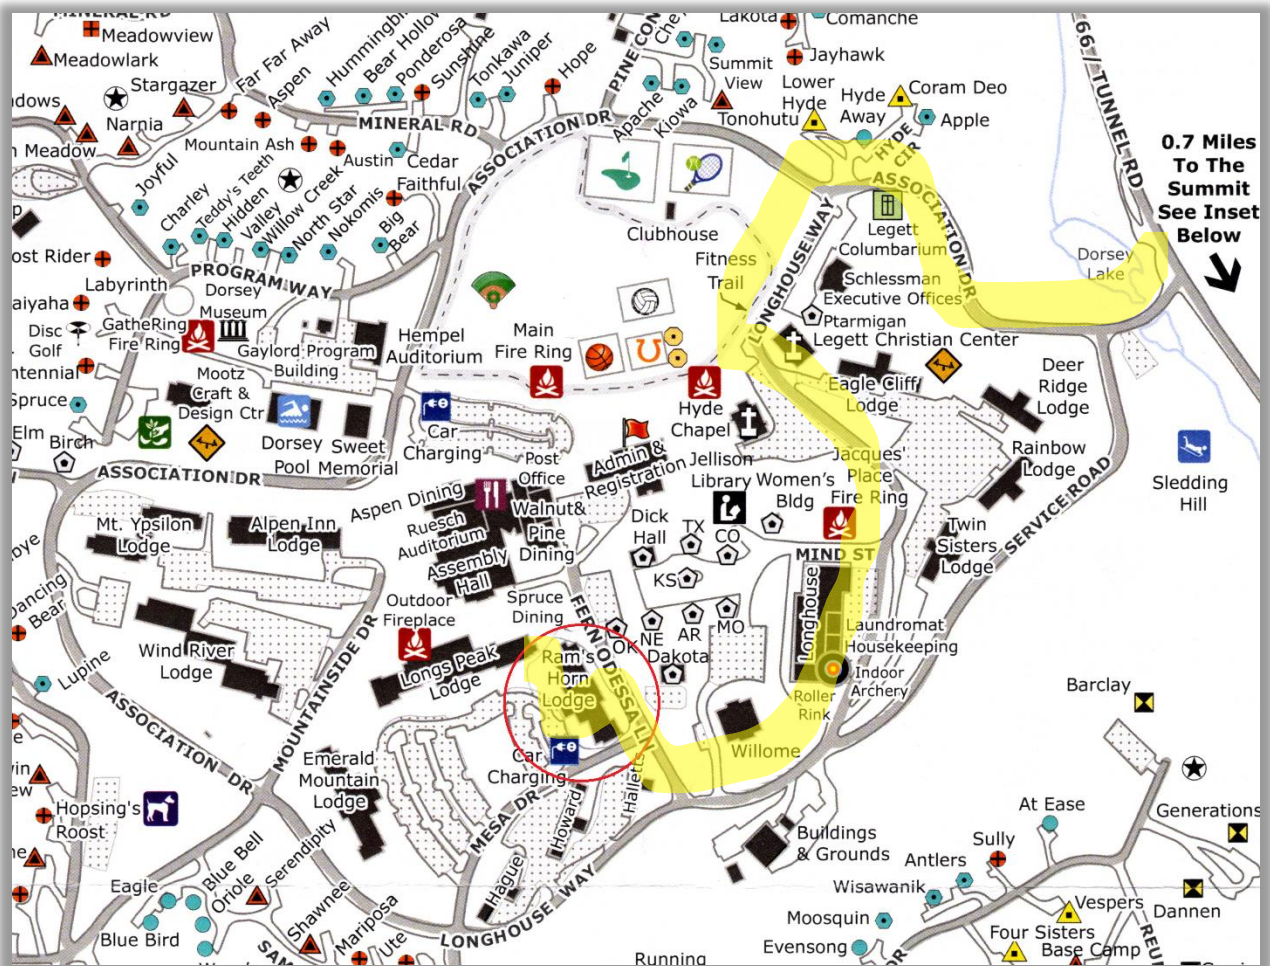 MINERAL RD
Meadowview
Meadowlark
Stargazer
Narnia
Far Far Away
Aspen
Bear Hollow
Ponderosa
Sunshine
Tonkawa
Juniper
Hope
MINERAL RD
ASSOCIATION DR
Mountain Ash
Austin
Cedar
Faithful
Joyful
Charley
Teddy's Teeth
Hidden
Valley
Willow Creek
North Star
Nokomis
Big
Bear
PROGRAM WAY
Labyrinth
Apache
Kiowa
Summit
View
Lakota
Comanche
Jayhawk
Lower
Hyde
Tonohutu
Hyde
Away
Coram Deo
Apple
HYDE
CIR
66/ TUNNEL RD
0.7 Miles
To The
Summit
See Inset
Below
ASSOCIATION DR
Legett
Columbarium
Dorsey
Lake
Clubhouse
Fitness
Trail
LONGHOUSE WAY
Schlessman
Executive Offices
Ptarmigan
Legett Christian Center
Dorsey
Museum
GatheRing
Fire Ring
Disc
Golf
Gaylord Program
Building
Hempel
Auditorium
Main
Fire Ring
Mootz
Craft &
Design Ctr
Spruce
Elm
Birch
Dorsey
Pool
Sweet
Memorial
Car
Charging
Hyde
Chapel
Eagle Cliff
Lodge
Deer
Ridge
Lodge
Rainbow
Lodge
Sledding
Hill
SERVICE ROAD
ASSOCIATION DR
Post
Office
Admin &
Registration
Jellison
Library
Women's
Bldg
Jacques'
Place
Fire Ring
Twin
Sisters
Lodge
Aspen Dining
Ruesch
Auditorium
Walnut&
Pine
Dining
Assembly
Hall
Mt. Ypsilon
Lodge
Alpen Inn
Lodge
Dick
Hall
TX
CO
KS
MIND ST
Dancing
Bear
Lupine
Outdoor
Fireplace
Spruce
Dining
FERN ODESSA LN
OK
NE
AR
MO
Dakota
Longhouse
Laundromat
Housekeeping
Indoor
Archery
Roller
Rink
Wind River
Lodge
Longs Peak
Lodge
Ram's
Horn
Lodge
MOUNTAINSIDE DR
ASSOCIATION DR
Willome
Barclay
Car
Charging
Halletts
Emerald
Mountain
Lodge
Hopsing's
Roost
MESA DR
Howard
Hague
Buildings
& Grounds
At Ease
Generations
Sully
Antlers
Wisawanik
Moosquin
Evensong
Vespers
Four Sisters
Base Camp
Dannen
Eagle
Blue Bell
Oriole
Serendipity
Blue Bird
Shawnee
Mariposa
Ute
LONGHOUSE WAY
Running